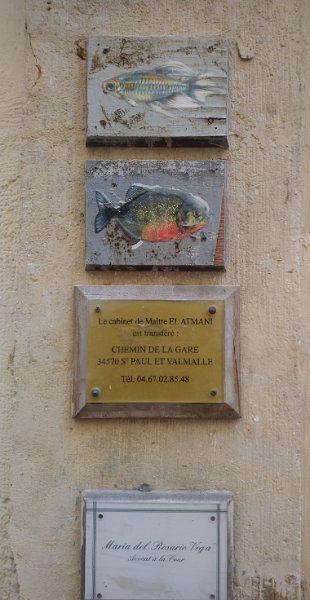 Le cabinet de Maître EL ATMANI
est transféré :
CHEMIN DE LA GARE
34570 Sᵀ PAUL ET VALMALLE
Tél. 04.67.02.85.48
Maria del Rosario Vega
Avocat à la Cour